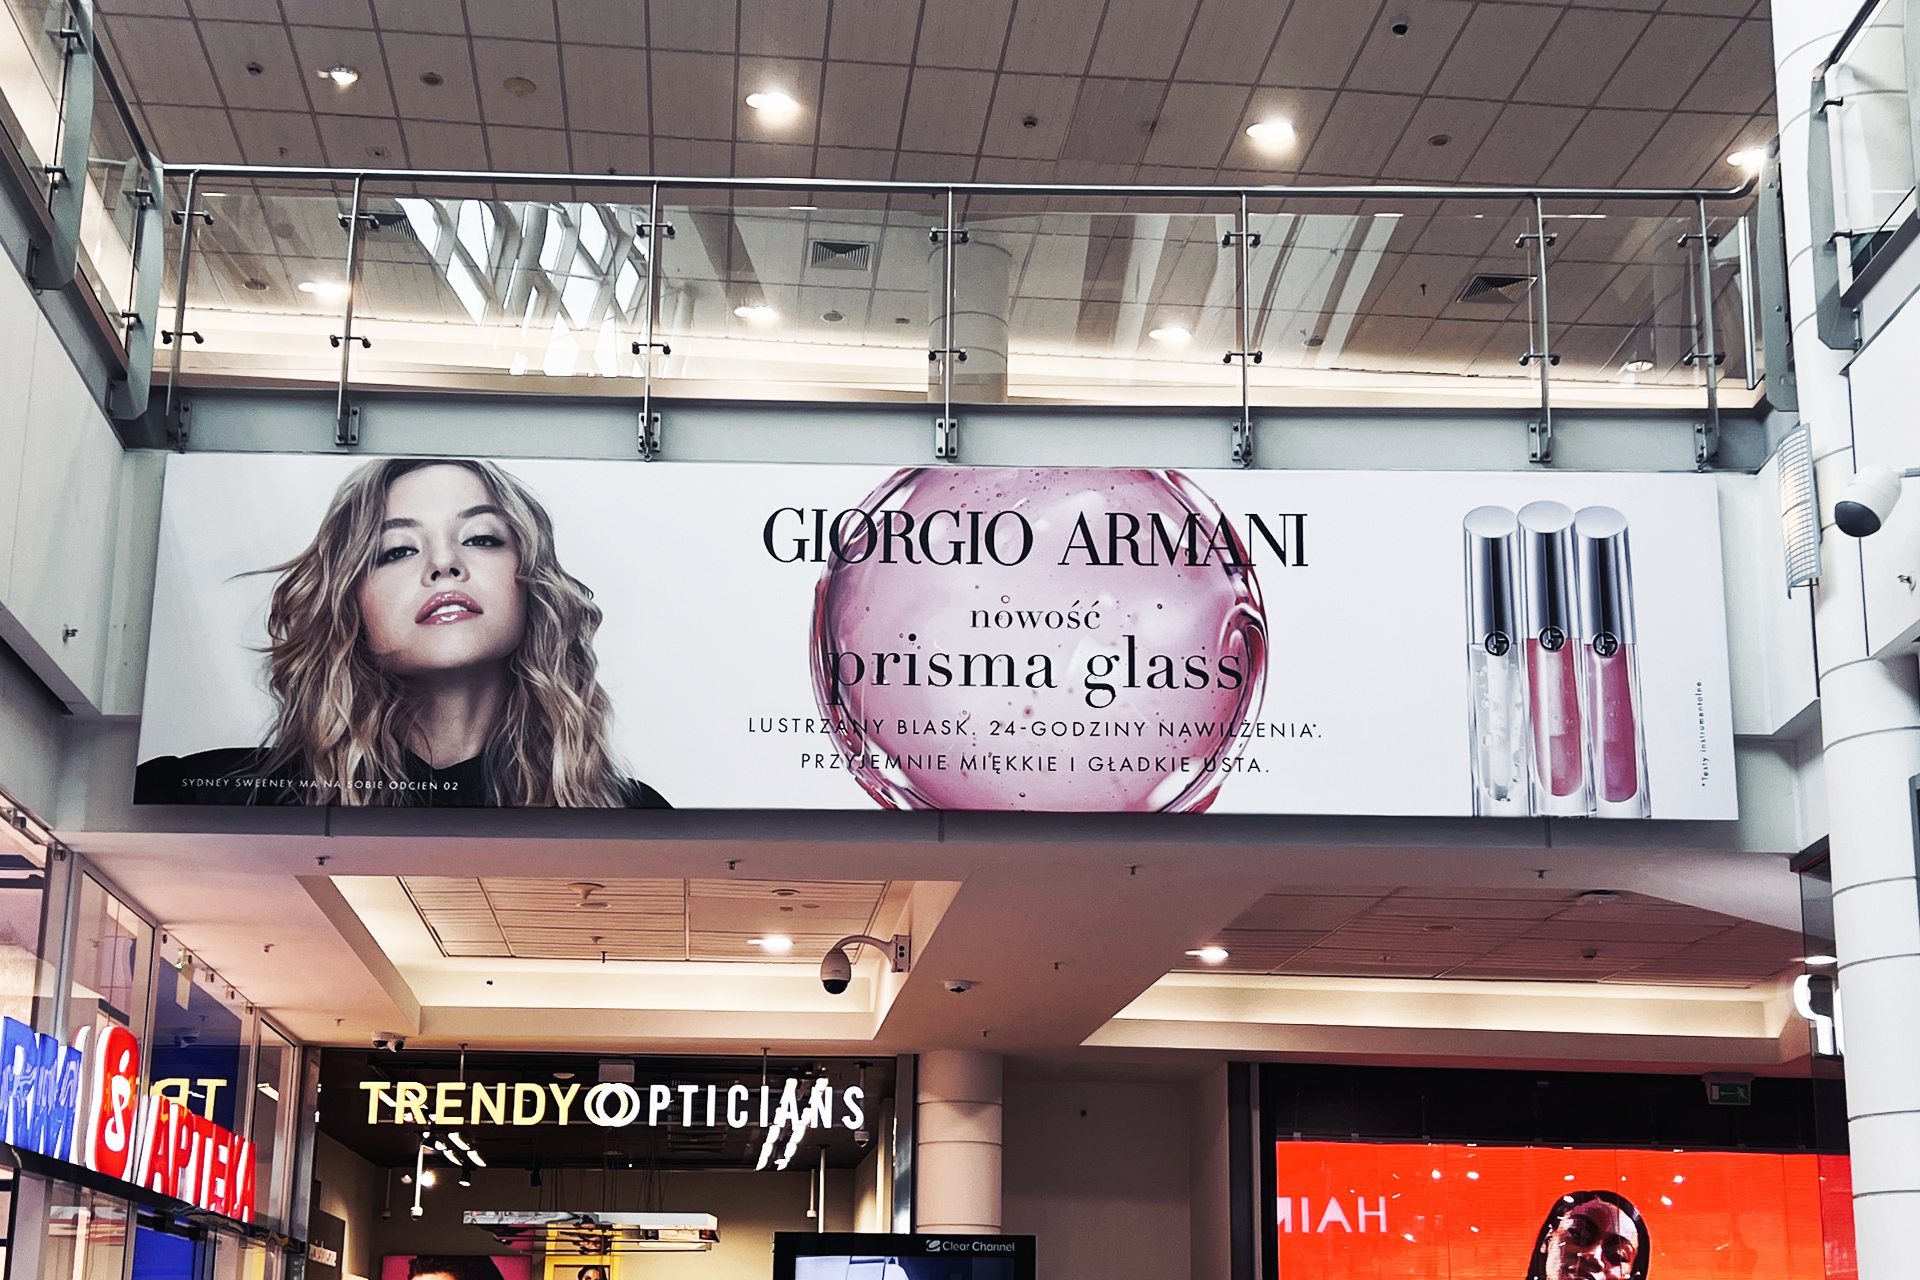 GIORGIO ARMANI
nowość
prisma glass
LUSTRZANY BLASK. 24-GODZINY NAWILŻENIA*.
PRZYJEMNIE MIĘKKIE I GŁADKIE USTA.
SYDNEY SWEENEY MA NA SOBIE ODCIEŃ 02
*Testy instrumentalne
TRENDY OPTICIANS
APTEKA
Clear Channel